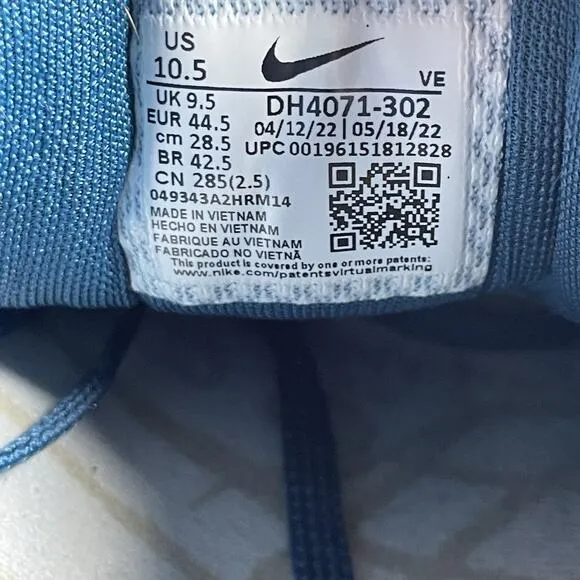 US
10.5
VE
UK 9.5
EUR 44.5
cm 28.5
BR 42.5
CN 285(2.5)
DH4071-302
04/12/22 | 05/18/22
UPC 00196151812828
049343A2HRM14
MADE IN VIETNAM
HECHO EN VIETNAM
FABRIQUE AU VIETNAM
FABRICADO NO VIETNÃ
This product is covered by one or more patents:
www.nike.com/patentsvirtualmarking